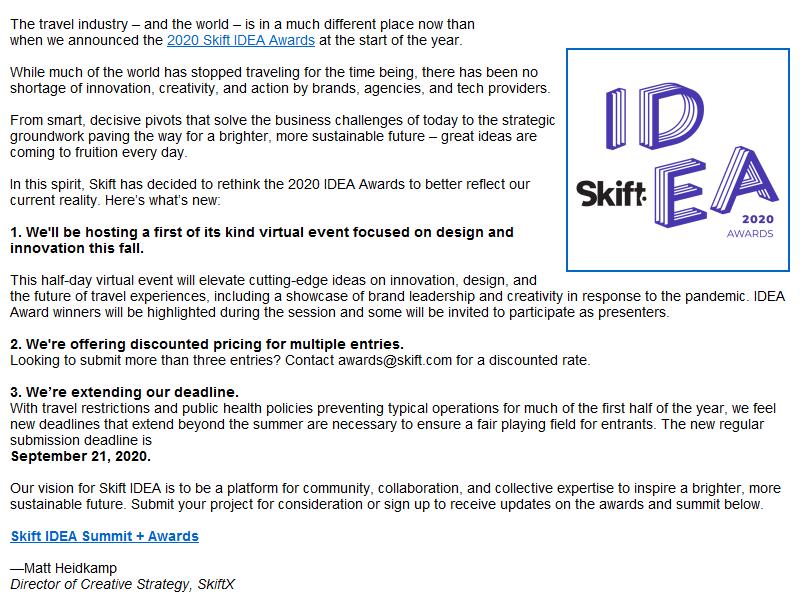 The travel industry – and the world – is in a much different place now than
when we announced the 2020 Skift IDEA Awards at the start of the year.
While much of the world has stopped traveling for the time being, there has been no
shortage of innovation, creativity, and action by brands, agencies, and tech providers.
From smart, decisive pivots that solve the business challenges of today to the strategic
groundwork paving the way for a brighter, more sustainable future – great ideas are
coming to fruition every day.
In this spirit, Skift has decided to rethink the 2020 IDEA Awards to better reflect our
current reality. Here's what's new:
ID
Skift:
EA
2020
AWARDS
1. We'll be hosting a first of its kind virtual event focused on design and
innovation this fall.
This half-day virtual event will elevate cutting-edge ideas on innovation, design, and
the future of travel experiences, including a showcase of brand leadership and creativity in response to the pandemic. IDEA
Award winners will be highlighted during the session and some will be invited to participate as presenters.
2. We're offering discounted pricing for multiple entries.
Looking to submit more than three entries? Contact awards@skift.com for a discounted rate.
3. We’re extending our deadline.
With travel restrictions and public health policies preventing typical operations for much of the first half of the year, we feel
new deadlines that extend beyond the summer are necessary to ensure a fair playing field for entrants. The new regular
submission deadline is
September 21, 2020.
Our vision for Skift IDEA is to be a platform for community, collaboration, and collective expertise to inspire a brighter, more
sustainable future. Submit your project for consideration or sign up to receive updates on the awards and summit below.
Skift IDEA Summit + Awards
—Matt Heidkamp
Director of Creative Strategy, SkiftX